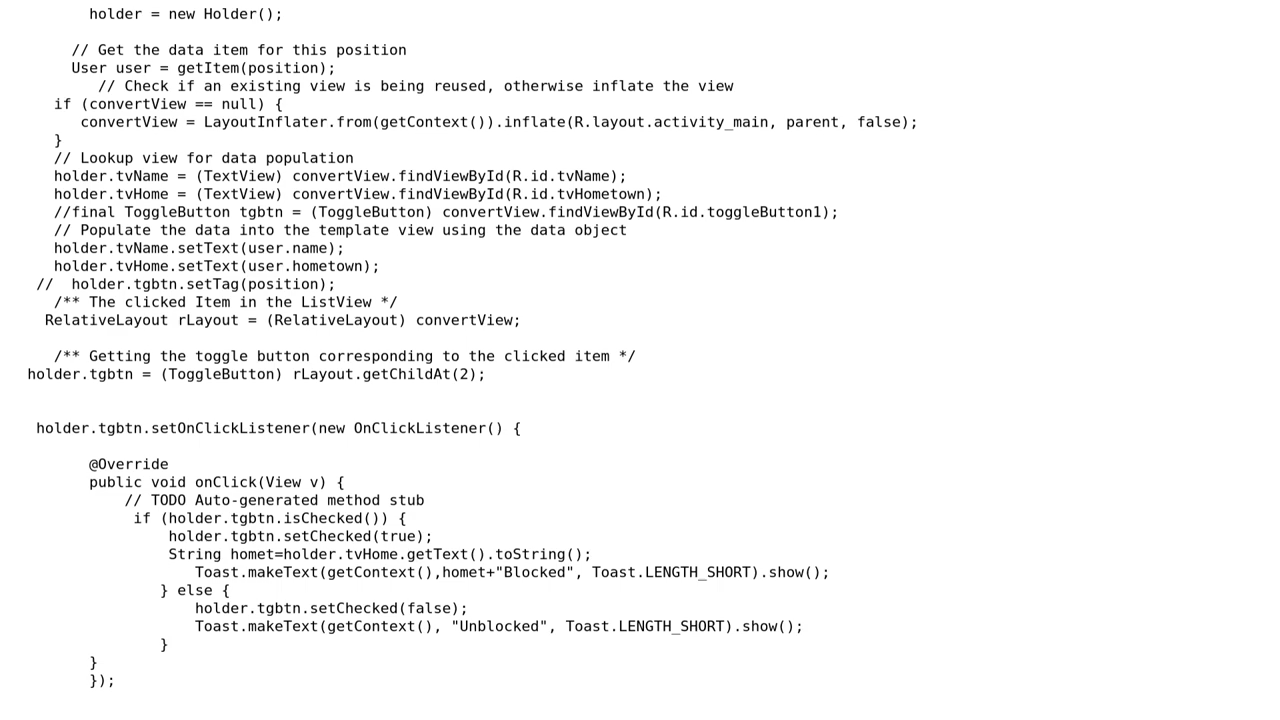 holder = new Holder();
// Get the data item for this position
User user = getItem(position);
// Check if an existing view is being reused, otherwise inflate the view
if (convertView == null) {
convertView = LayoutInflater.from(getContext()).inflate(R.layout.activity_main, parent, false);
}
// Lookup view for data population
holder.tvName = (TextView) convertView.findViewById(R.id.tvName);
holder.tvHome = (TextView) convertView.findViewById(R.id.tvHometown);
//final ToggleButton tgbtn = (ToggleButton) convertView.findViewById(R.id.toggleButton1);
// Populate the data into the template view using the data object
holder.tvName.setText(user.name);
holder.tvHome.setText(user.hometown);
//  holder.tgbtn.setTag(position);
/** The clicked Item in the ListView */
RelativeLayout rLayout = (RelativeLayout) convertView;
/** Getting the toggle button corresponding to the clicked item */
holder.tgbtn = (ToggleButton) rLayout.getChildAt(2);
holder.tgbtn.setOnClickListener(new OnClickListener() {
@Override
public void onClick(View v) {
// TODO Auto-generated method stub
if (holder.tgbtn.isChecked()) {
holder.tgbtn.setChecked(true);
String homet=holder.tvHome.getText().toString();
Toast.makeText(getContext(),homet+"Blocked", Toast.LENGTH_SHORT).show();
} else {
holder.tgbtn.setChecked(false);
Toast.makeText(getContext(), "Unblocked", Toast.LENGTH_SHORT).show();
}
}
});